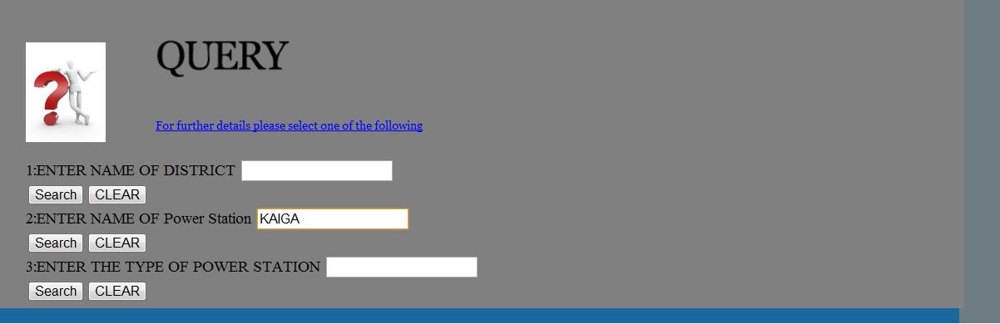 QUERY
For further details please select one of the following
1:ENTER NAME OF DISTRICT
Search CLEAR
2:ENTER NAME OF Power Station KAIGA
Search CLEAR
3:ENTER THE TYPE OF POWER STATION
Search CLEAR